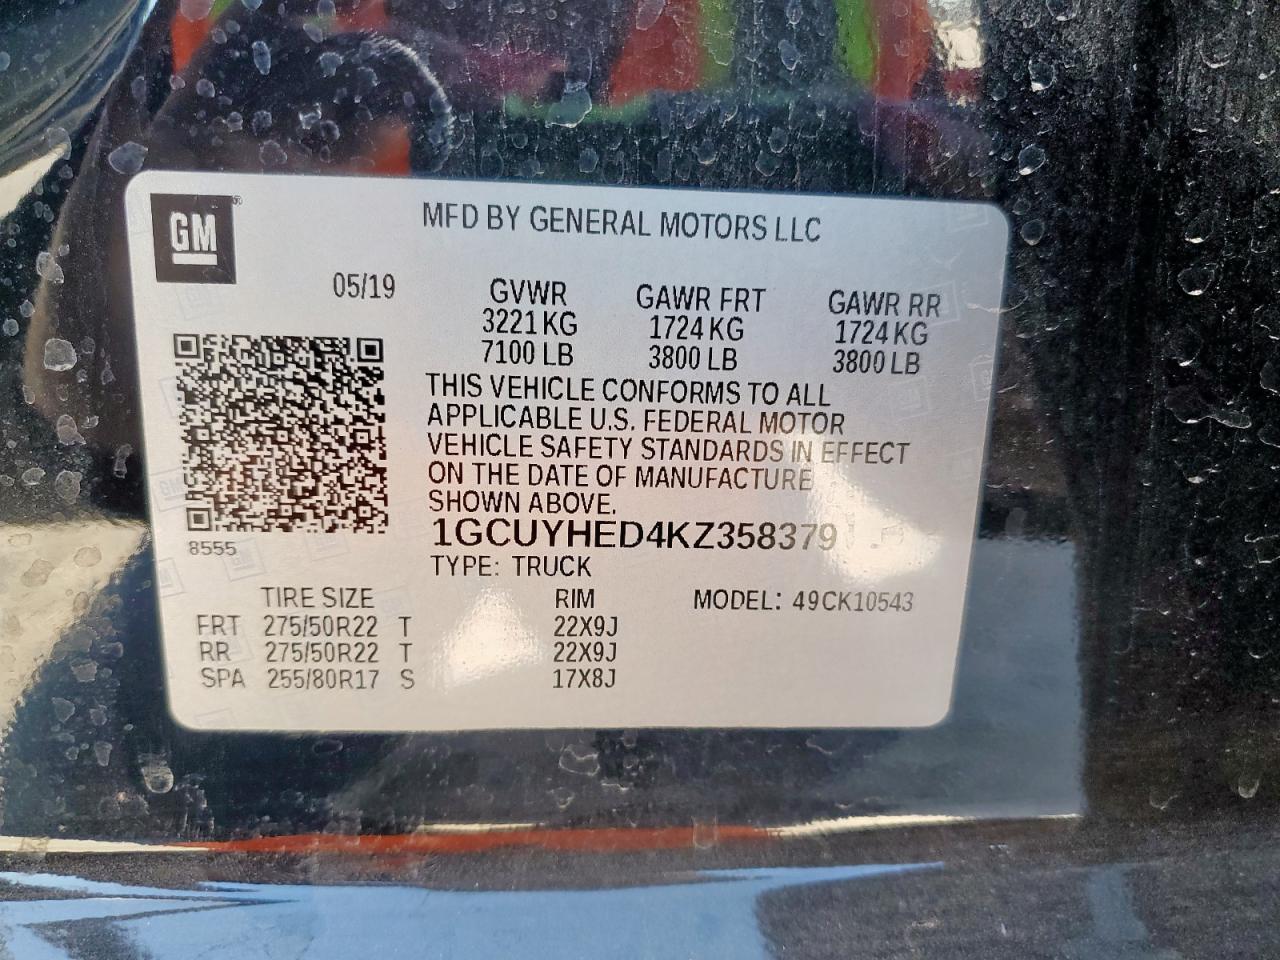 GM
MFD BY GENERAL MOTORS LLC
05/19
GVWR GAWR FRT GAWR RR
3221 KG 1724 KG 1724 KG
7100 LB 3800 LB 3800 LB
THIS VEHICLE CONFORMS TO ALL
APPLICABLE U.S. FEDERAL MOTOR
VEHICLE SAFETY STANDARDS IN EFFECT
ON THE DATE OF MANUFACTURE
SHOWN ABOVE.
1GCUYHED4KZ358379
8555
TYPE: TRUCK
TIRE SIZE RIM MODEL: 49CK10543
FRT 275/50R22 T 22X9J
RR 275/50R22 T 22X9J
SPA 255/80R17 S 17X8J